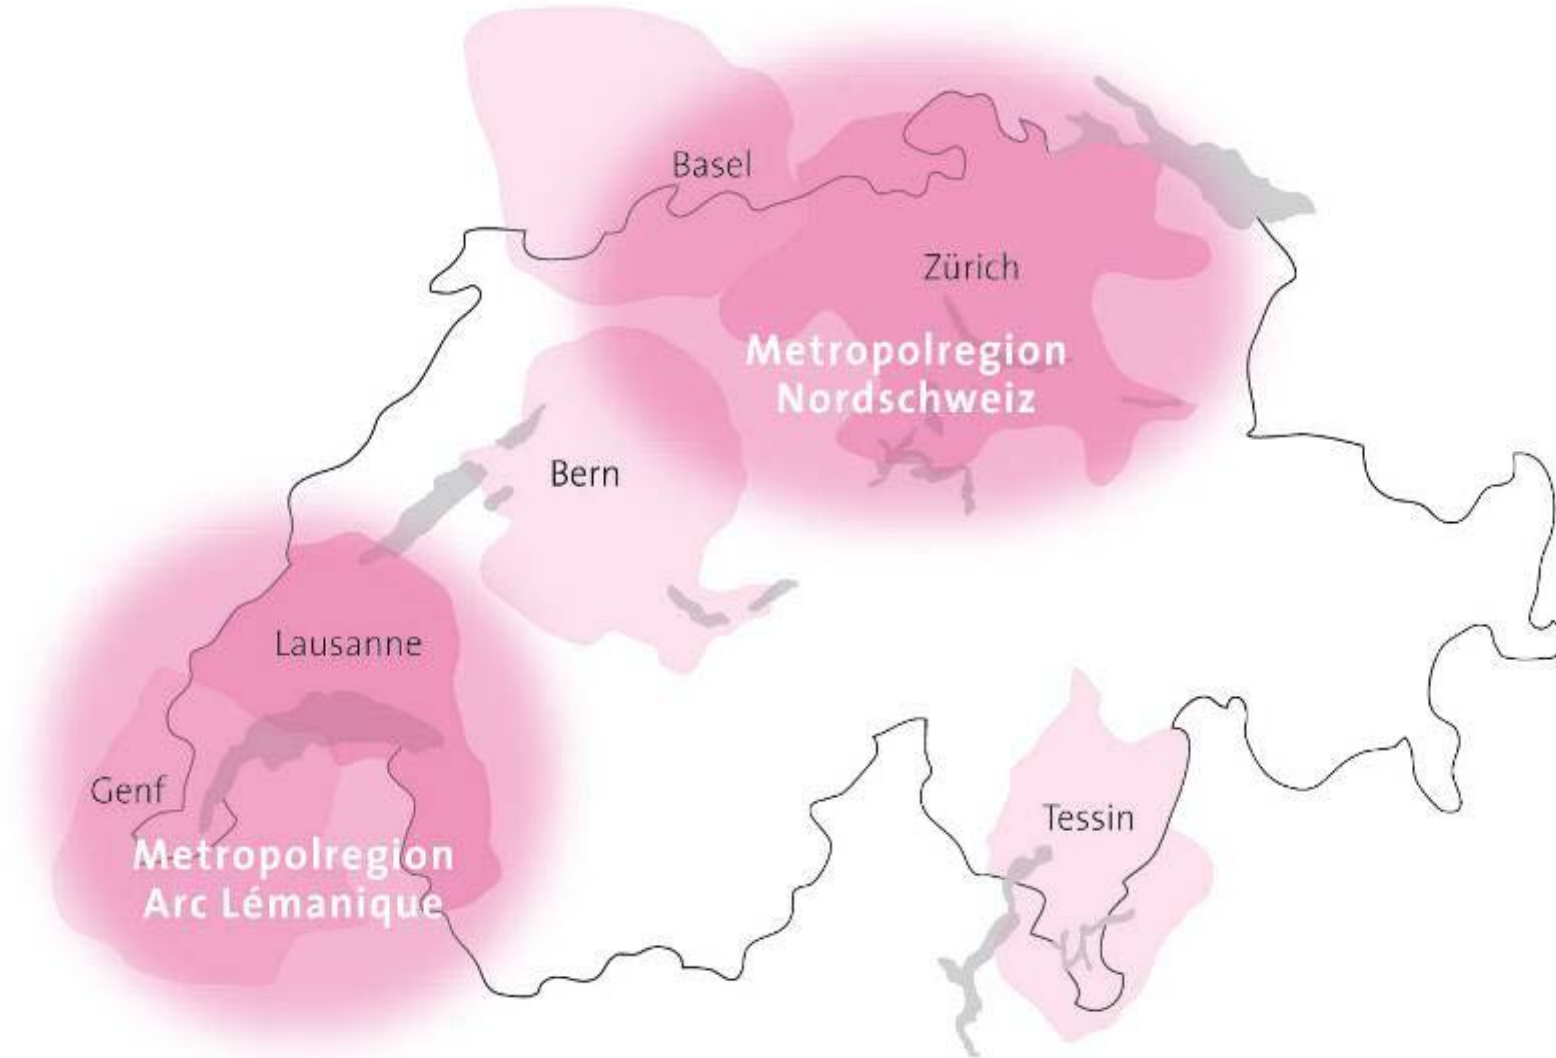 Basel
Zürich
Metropolregion
Nordschweiz
Bern
Lausanne
Genf
Metropolregion
Arc Lémanique
Tessin